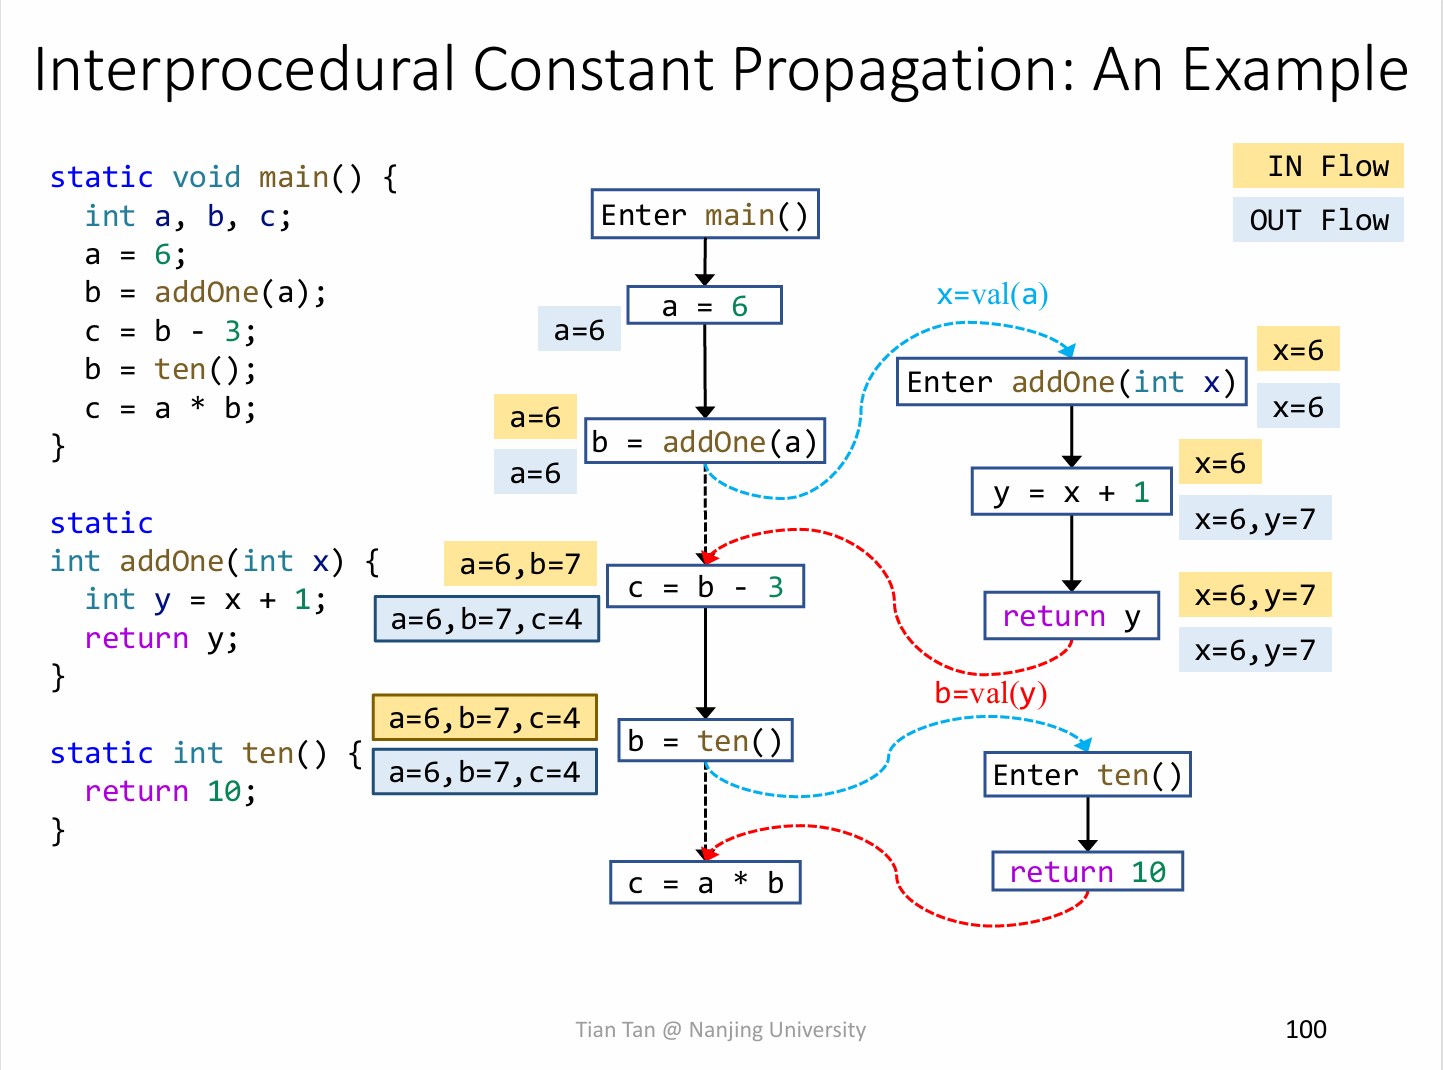 Interprocedural Constant Propagation: An Example
static void main() {
  int a, b, c;
  a = 6;
  b = addOne(a);
  c = b - 3;
  b = ten();
  c = a * b;
}
static
int addOne(int x) {
  int y = x + 1;
  return y;
}
static int ten() {
  return 10;
}
IN Flow
OUT Flow
Enter main()
a = 6
a=6
a=6
b = addOne(a)
a=6
a=6,b=7
c = b - 3
a=6,b=7,c=4
a=6,b=7,c=4
b = ten()
a=6,b=7,c=4
c = a * b
x=val(a)
Enter addOne(int x)
x=6
x=6
y = x + 1
x=6
x=6,y=7
return y
x=6,y=7
x=6,y=7
b=val(y)
Enter ten()
return 10
Tian Tan @ Nanjing University
100